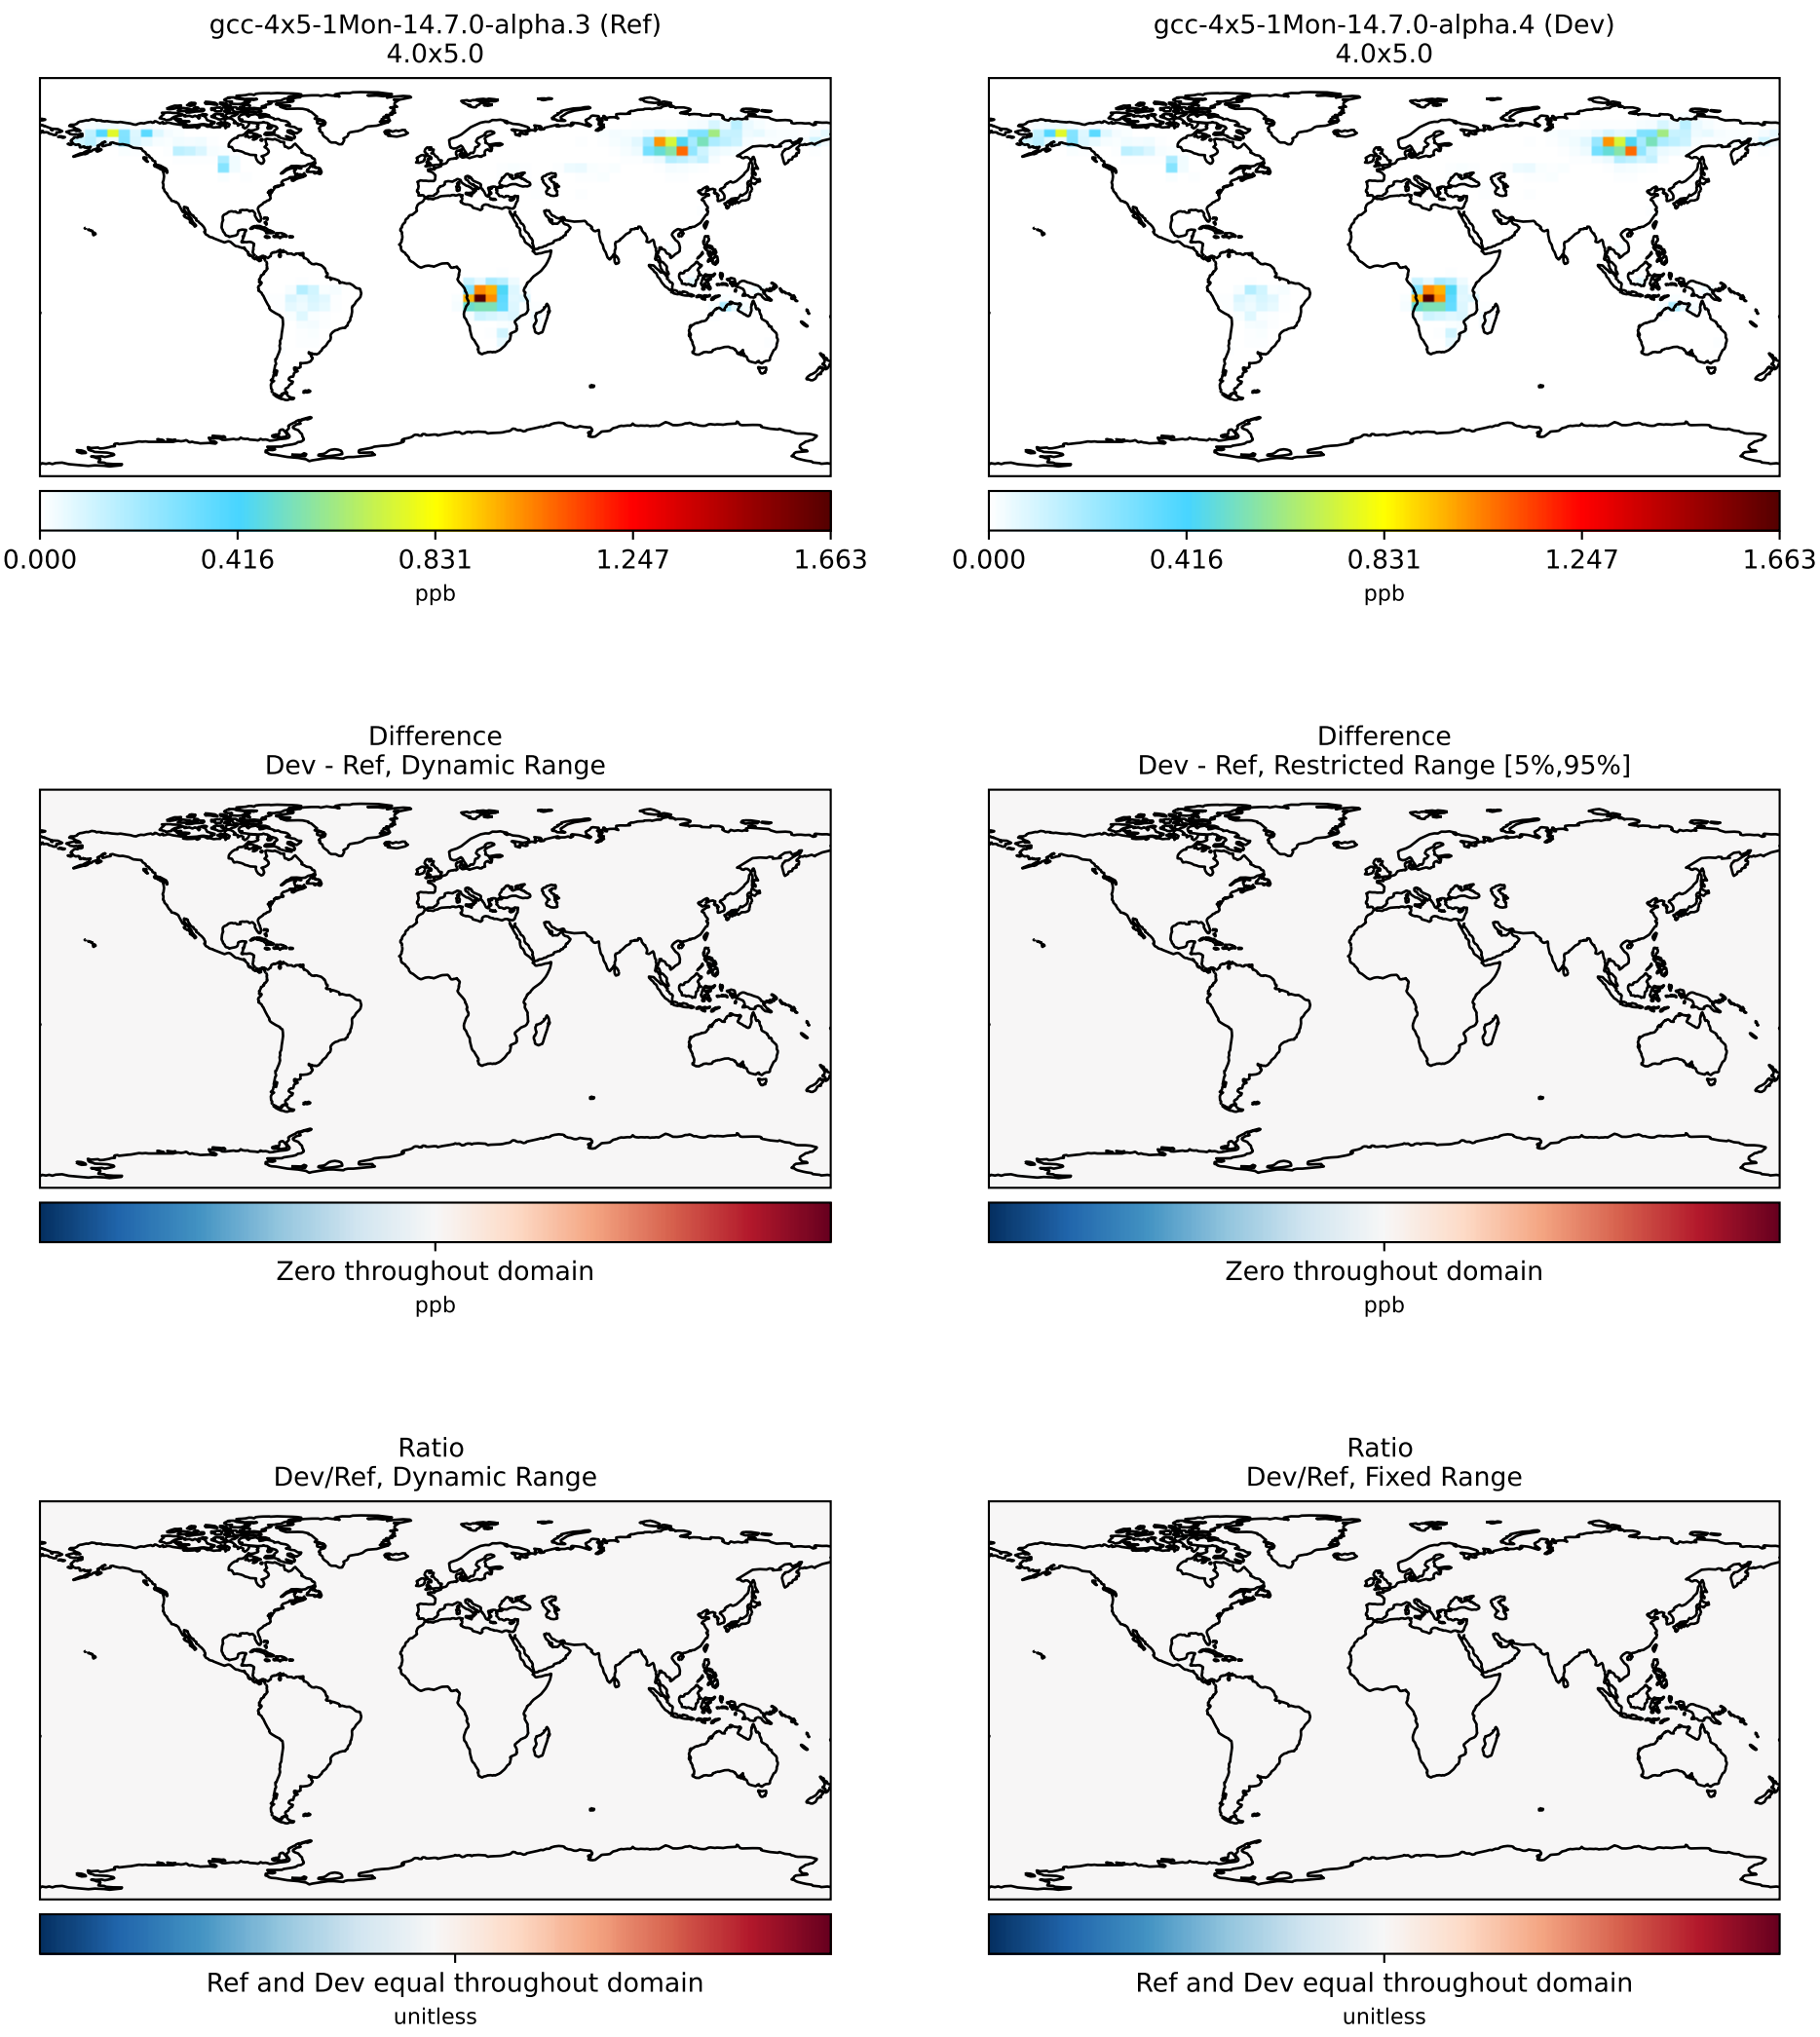 gcc-4x5-1Mon-14.7.0-alpha.3 (Ref)
4.0x5.0
gcc-4x5-1Mon-14.7.0-alpha.4 (Dev)
4.0x5.0
0.000 0.416 0.831 1.247 1.663
ppb
0.000 0.416 0.831 1.247 1.663
ppb
Difference
Dev - Ref, Dynamic Range
Difference
Dev - Ref, Restricted Range [5%,95%]
Zero throughout domain
ppb
Zero throughout domain
ppb
Ratio
Dev/Ref, Dynamic Range
Ratio
Dev/Ref, Fixed Range
Ref and Dev equal throughout domain
unitless
Ref and Dev equal throughout domain
unitless